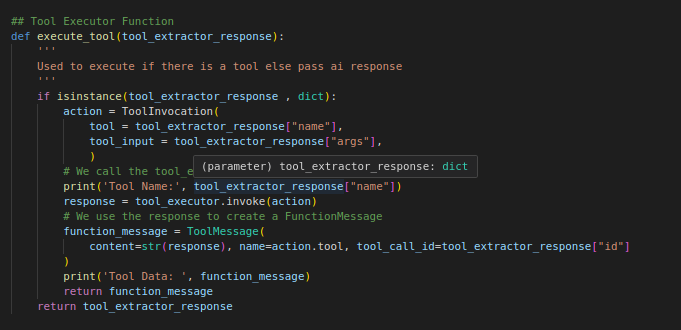 ## Tool Executor Function
def execute_tool(tool_extractor_response):
    '''
    Used to execute if there is a tool else pass ai response
    '''
    if isinstance(tool_extractor_response , dict):
        action = ToolInvocation(
            tool = tool_extractor_response["name"],
            tool_input = tool_extractor_response["args"],
            )
(parameter) tool_extractor_response: dict
        # We call the tool_e
        print('Tool Name:', tool_extractor_response["name"])
        response = tool_executor.invoke(action)
        # We use the response to create a FunctionMessage
        function_message = ToolMessage(
            content=str(response), name=action.tool, tool_call_id=tool_extractor_response["id"]
        )
        print('Tool Data: ', function_message)
        return function_message
    return tool_extractor_response